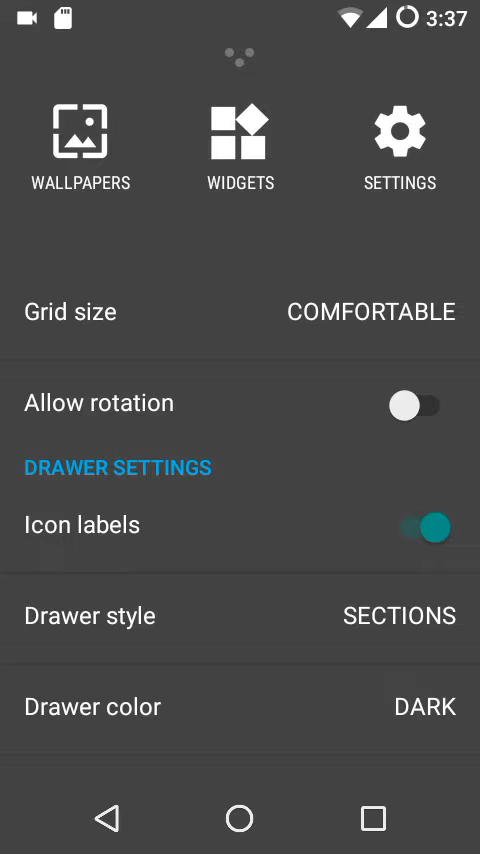 3:37
WALLPAPERS WIDGETS SETTINGS
Grid size COMFORTABLE
Allow rotation
DRAWER SETTINGS
Icon labels
Drawer style SECTIONS
Drawer color DARK